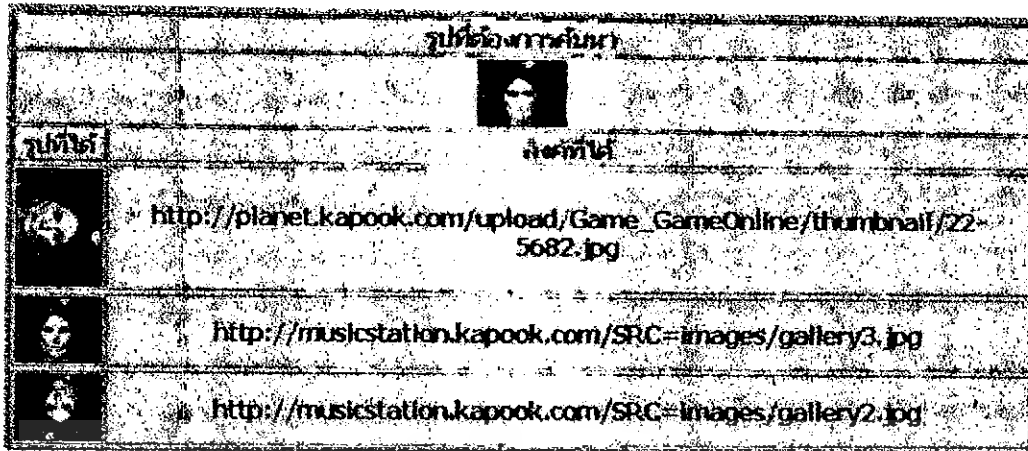 รูปที่ต้องการค้นหา
รูปที่ได้
ลิงค์ที่ได้
http://planet.kapook.com/upload/Game_GameOnline/thumbnail/22-
5682.jpg
http://musicstation.kapook.com/SRC=images/gallery3.jpg
http://musicstation.kapook.com/SRC=images/gallery2.jpg